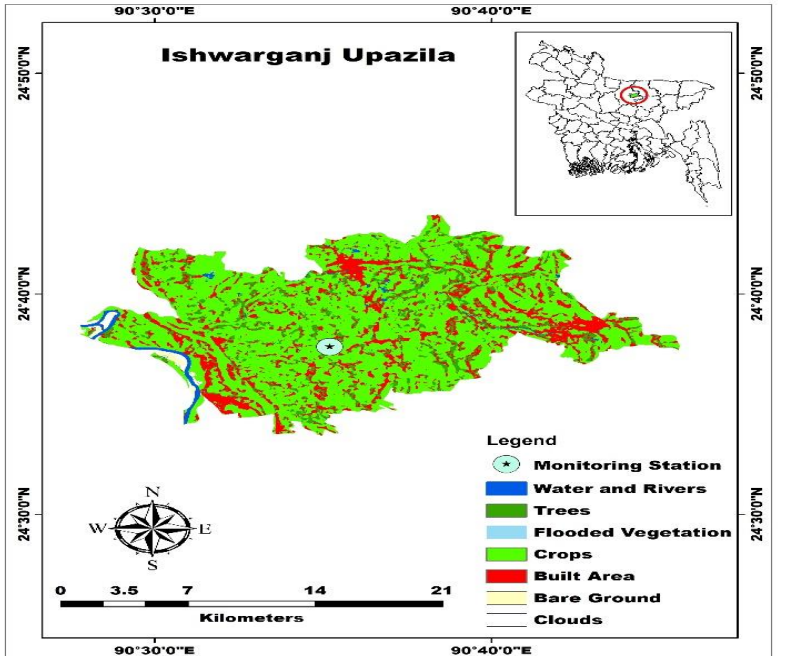 90°30'0"E 90°40'0"E
Ishwarganj Upazila
24°50'0"N 24°50'0"N
24°40'0"N 24°40'0"N
24°30'0"N 24°30'0"N
N
W E
S
0 3.5 7 14 21
Kilometers
Legend
Monitoring Station
Water and Rivers
Trees
Flooded Vegetation
Crops
Built Area
Bare Ground
Clouds
90°30'0"E 90°40'0"E